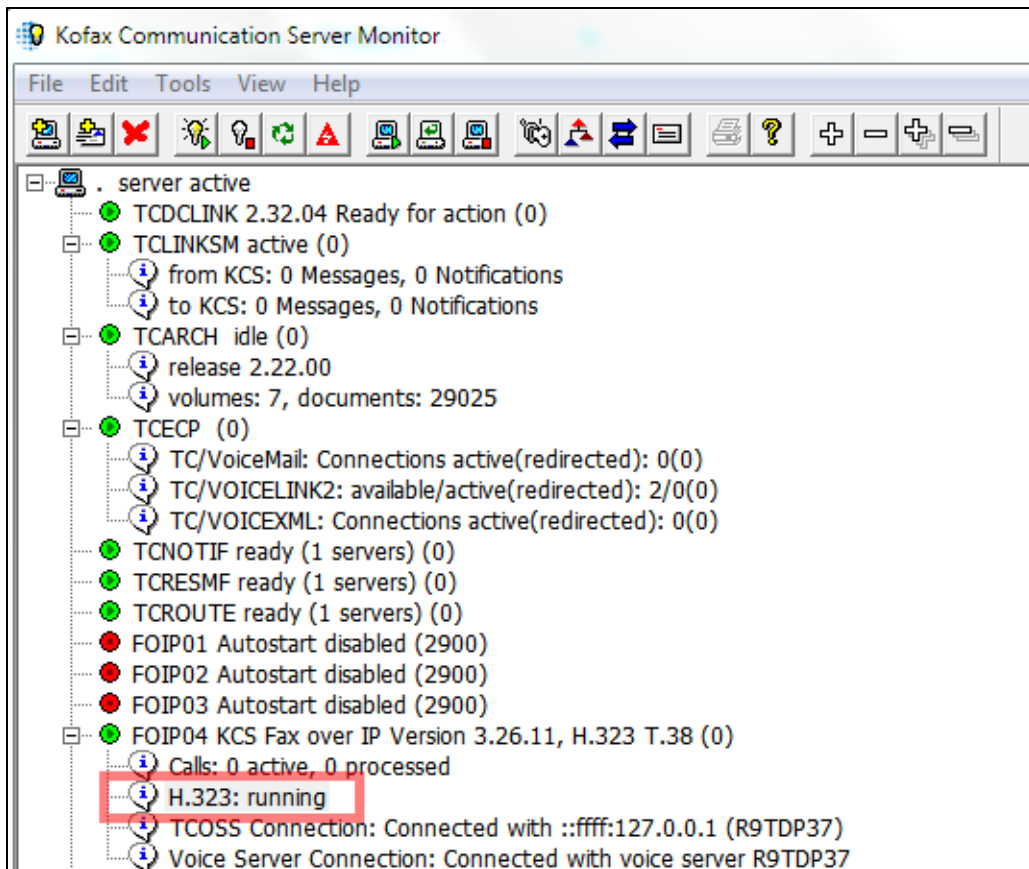 Kofax Communication Server Monitor
File Edit Tools View Help
. server active
TCDCLINK 2.32.04 Ready for action (0)
TCLINKSM active (0)
from KCS: 0 Messages, 0 Notifications
to KCS: 0 Messages, 0 Notifications
TCARCH idle (0)
release 2.22.00
volumes: 7, documents: 29025
TCECP (0)
TC/VoiceMail: Connections active(redirected): 0(0)
TC/VOICELINK2: available/active(redirected): 2/0(0)
TC/VOICEXML: Connections active(redirected): 0(0)
TCNOTIF ready (1 servers) (0)
TCRESMF ready (1 servers) (0)
TCROUTE ready (1 servers) (0)
FOIP01 Autostart disabled (2900)
FOIP02 Autostart disabled (2900)
FOIP03 Autostart disabled (2900)
FOIP04 KCS Fax over IP Version 3.26.11, H.323 T.38 (0)
Calls: 0 active, 0 processed
H.323: running
TCOSS Connection: Connected with ::ffff:127.0.0.1 (R9TDP37)
Voice Server Connection: Connected with voice server R9TDP37